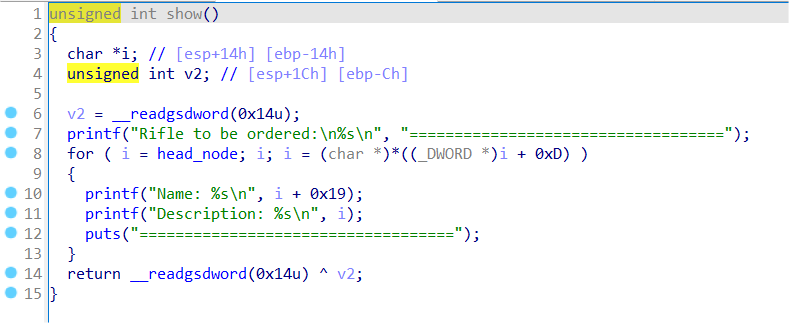 1 unsigned int show()
2 {
3   char *i; // [esp+14h] [ebp-14h]
4   unsigned int v2; // [esp+1Ch] [ebp-Ch]
5
6   v2 = __readgsdword(0x14u);
7   printf("Rifle to be ordered:\n%s\n", "===================================");
8   for ( i = head_node; i; i = (char *)*((_DWORD *)i + 0xD) )
9   {
10     printf("Name: %s\n", i + 0x19);
11     printf("Description: %s\n", i);
12     puts("===================================");
13   }
14   return __readgsdword(0x14u) ^ v2;
15 }